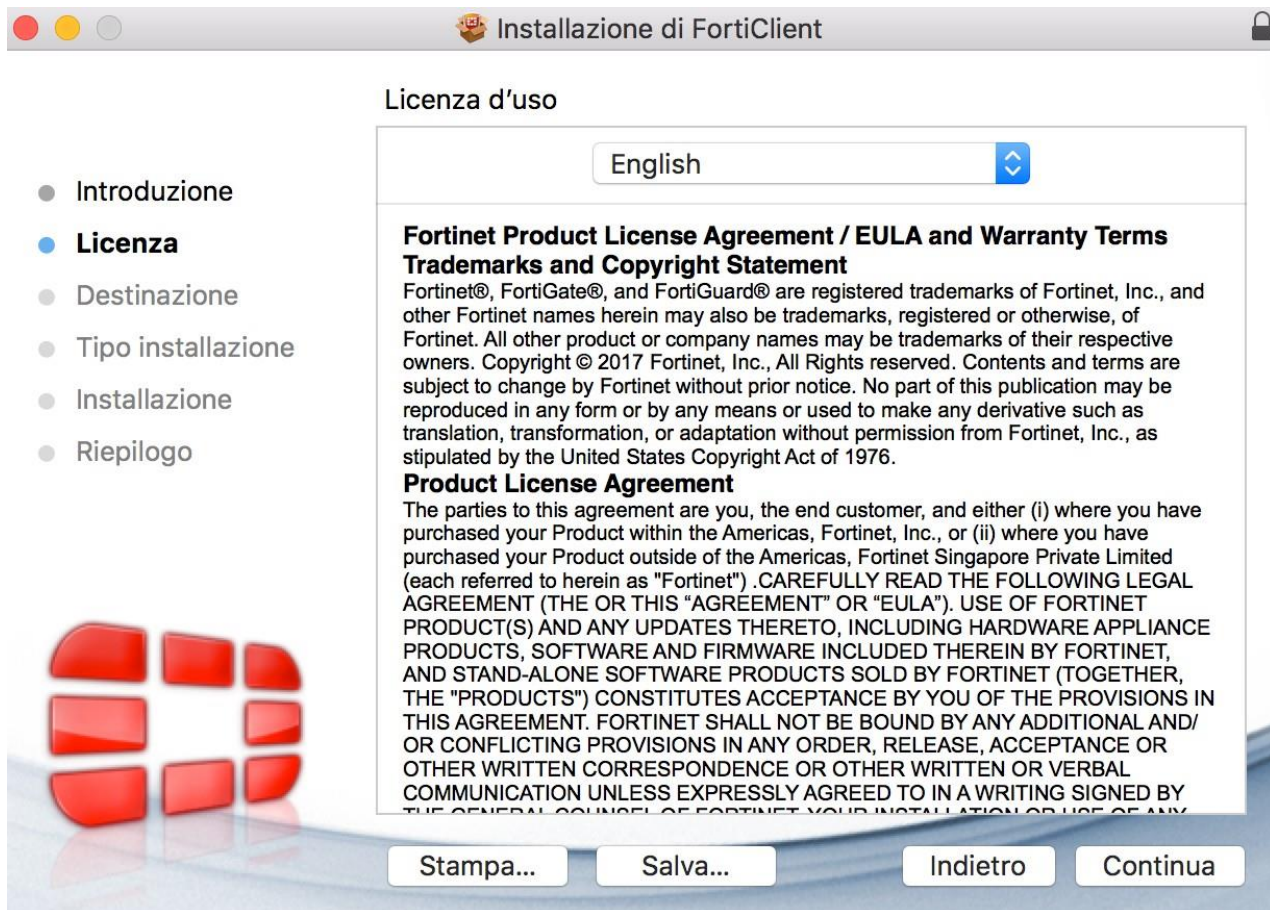 Installazione di FortiClient
Licenza d'uso
English
Introduzione
Licenza
Destinazione
Tipo installazione
Installazione
Riepilogo
Fortinet Product License Agreement / EULA and Warranty Terms
Trademarks and Copyright Statement
Fortinet®, FortiGate®, and FortiGuard® are registered trademarks of Fortinet, Inc., and
other Fortinet names herein may also be trademarks, registered or otherwise, of
Fortinet. All other product or company names may be trademarks of their respective
owners. Copyright © 2017 Fortinet, Inc., All Rights reserved. Contents and terms are
subject to change by Fortinet without prior notice. No part of this publication may be
reproduced in any form or by any means or used to make any derivative such as
translation, transformation, or adaptation without permission from Fortinet, Inc., as
stipulated by the United States Copyright Act of 1976.
Product License Agreement
The parties to this agreement are you, the end customer, and either (i) where you have
purchased your Product within the Americas, Fortinet, Inc., or (ii) where you have
purchased your Product outside of the Americas, Fortinet Singapore Private Limited
(each referred to herein as "Fortinet") .CAREFULLY READ THE FOLLOWING LEGAL
AGREEMENT (THE OR THIS “AGREEMENT” OR “EULA”). USE OF FORTINET
PRODUCT(S) AND ANY UPDATES THERETO, INCLUDING HARDWARE APPLIANCE
PRODUCTS, SOFTWARE AND FIRMWARE INCLUDED THEREIN BY FORTINET,
AND STAND-ALONE SOFTWARE PRODUCTS SOLD BY FORTINET (TOGETHER,
THE "PRODUCTS") CONSTITUTES ACCEPTANCE BY YOU OF THE PROVISIONS IN
THIS AGREEMENT. FORTINET SHALL NOT BE BOUND BY ANY ADDITIONAL AND/
OR CONFLICTING PROVISIONS IN ANY ORDER, RELEASE, ACCEPTANCE OR
OTHER WRITTEN CORRESPONDENCE OR OTHER WRITTEN OR VERBAL
COMMUNICATION UNLESS EXPRESSLY AGREED TO IN A WRITING SIGNED BY
THE GENERAL COUNSEL OF FORTINET. YOUR INSTALLATION OR USE OF ANY
Stampa...
Salva...
Indietro
Continua